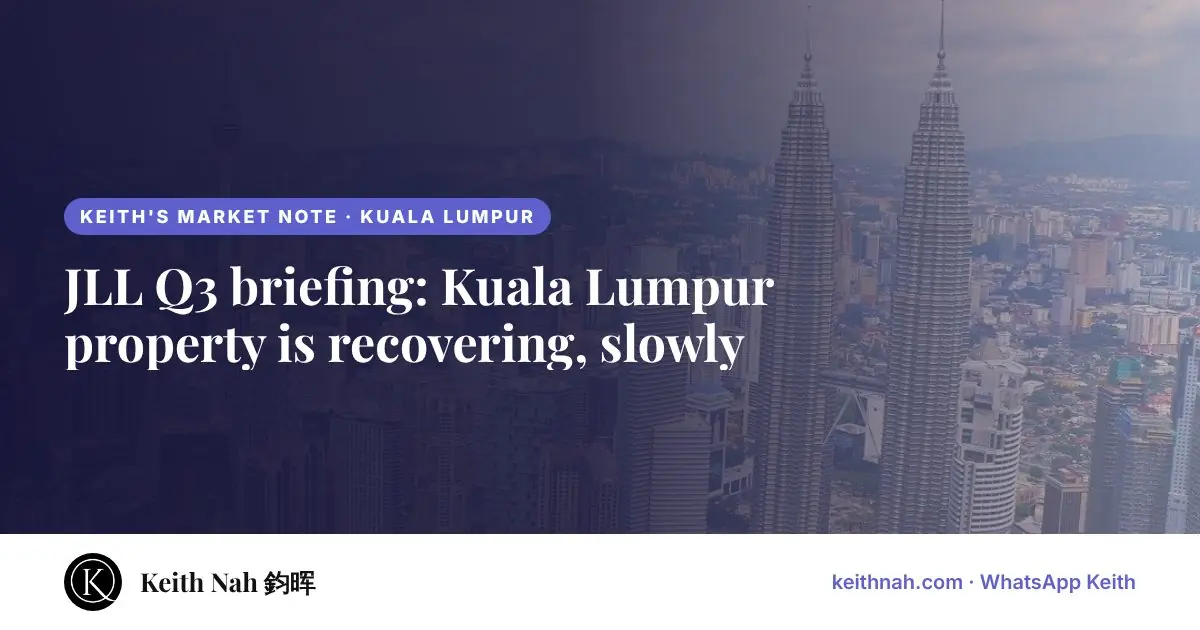 KEITH'S MARKET NOTE · KUALA LUMPUR
JLL Q3 briefing: Kuala Lumpur
property is recovering, slowly
K
Keith Nah 鈞晖
keithnah.com · WhatsApp Keith